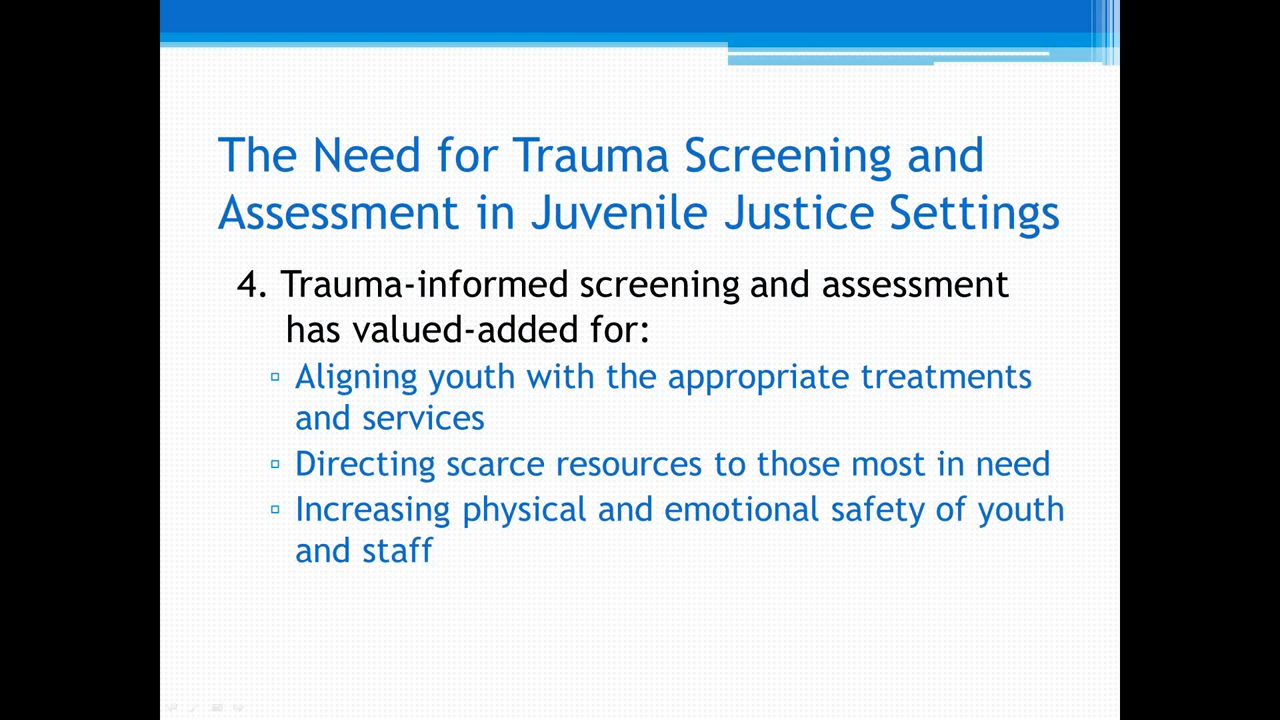 The Need for Trauma Screening and
Assessment in Juvenile Justice Settings
4. Trauma-informed screening and assessment
has valued-added for:
▫ Aligning youth with the appropriate treatments
and services
▫ Directing scarce resources to those most in need
▫ Increasing physical and emotional safety of youth
and staff